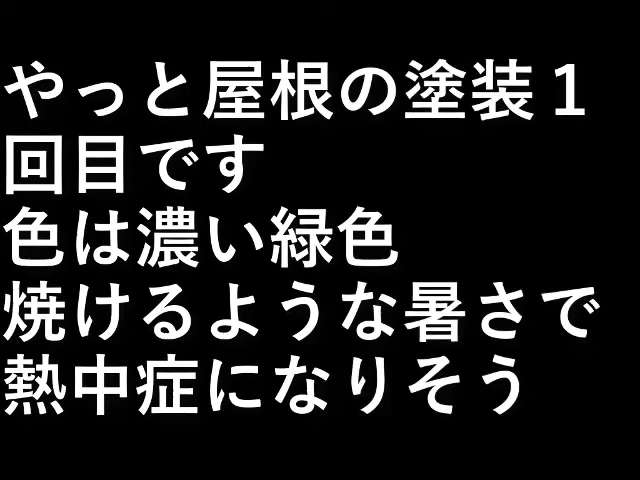 やっと屋根の塗装１
回目です
色は濃い緑色
焼けるような暑さで
熱中症になりそう